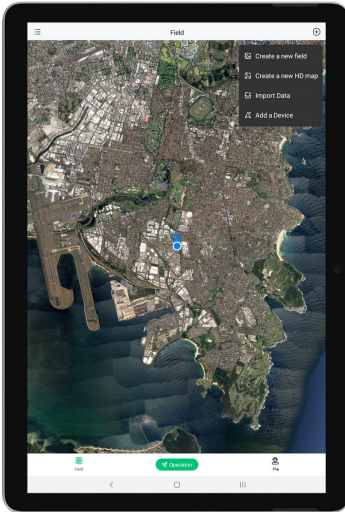 Field
Create a new field
Create a new HD map
Import Data
Add a Device
Field
Operation
Me